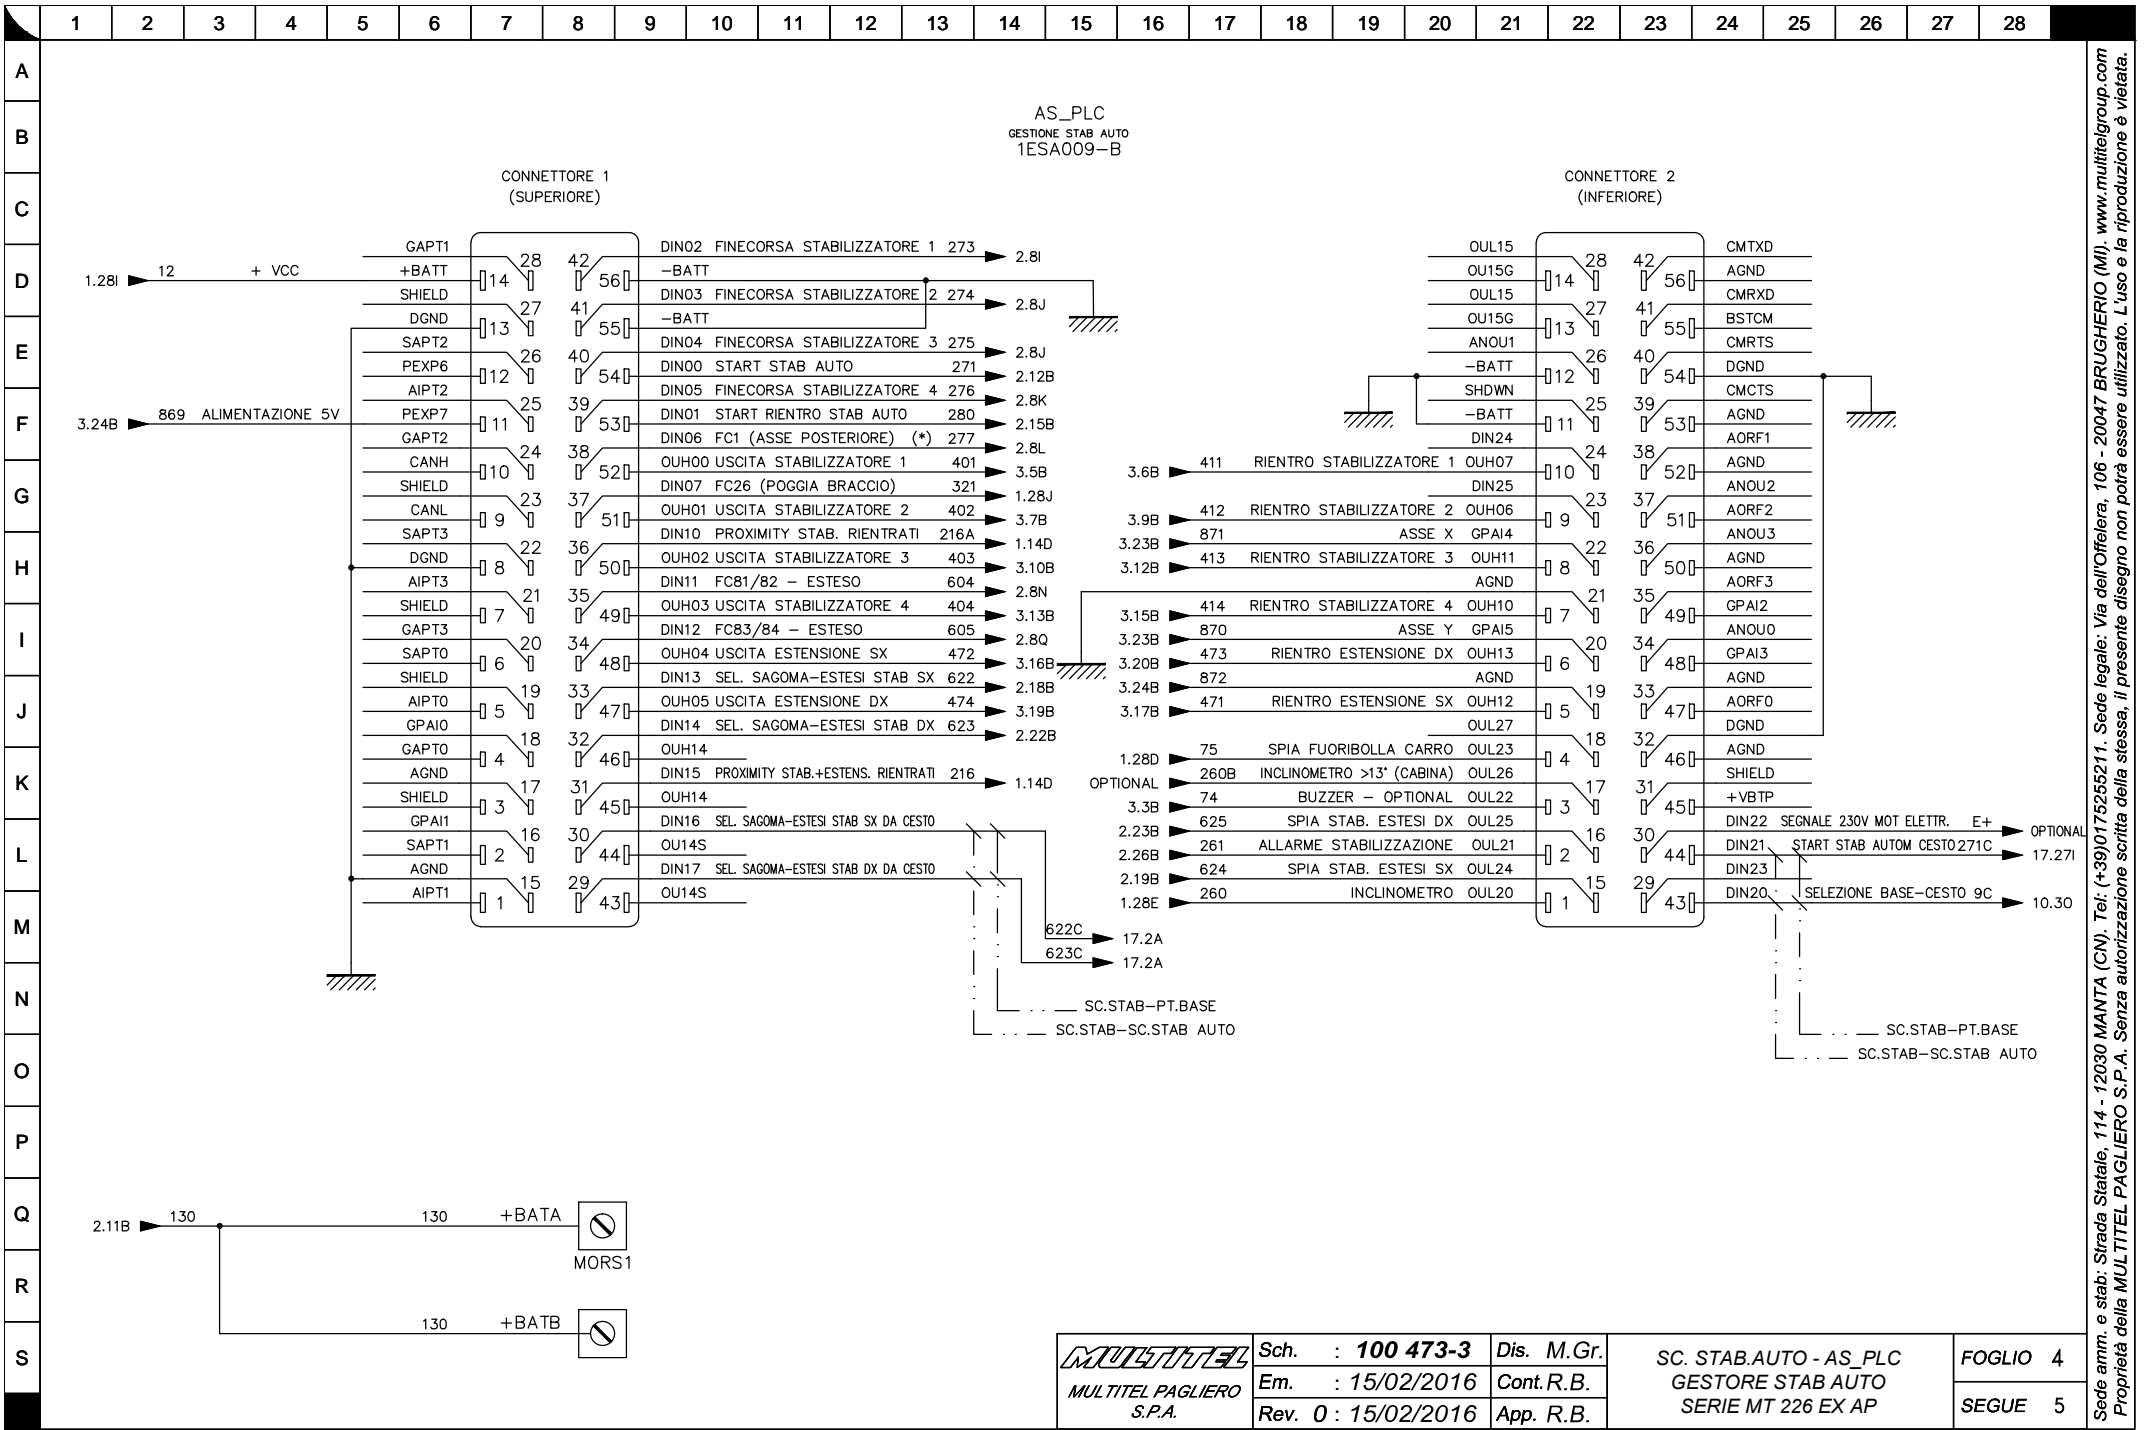 1 2 3 4 5 6 7 8 9 10 11 12 13 14 15 16 17 18 19 20 21 22 23 24 25 26 27 28
A
B
C
D
E
F
G
H
I
J
K
L
M
N
O
P
Q
R
S
AS_PLC
GESTIONE STAB AUTO
1ESA009-B
CONNETTORE 1
(SUPERIORE)
GAPT1 28 42 DIN02 FINECORSA STABILIZZATORE 1 273 2.8I
1.28I 12 + VCC +BATT 14 56 -BATT
SHIELD 27 41 DIN03 FINECORSA STABILIZZATORE 2 274 2.8J
DGND 13 55 -BATT
SAPT2 26 40 DIN04 FINECORSA STABILIZZATORE 3 275 2.8J
PEXP6 12 54 DIN00 START STAB AUTO 271 2.12B
AIPT2 25 39 DIN05 FINECORSA STABILIZZATORE 4 276 2.8K
3.24B 869 ALIMENTAZIONE 5V PEXP7 11 53 DIN01 START RIENTRO STAB AUTO 280 2.15B
GAPT2 24 38 DIN06 FC1 (ASSE POSTERIORE) (*) 277 2.8L
CANH 10 52 OUH00 USCITA STABILIZZATORE 1 401 3.5B
SHIELD 23 37 DIN07 FC26 (POGGIA BRACCIO) 321 1.28J
CANL 9 51 OUH01 USCITA STABILIZZATORE 2 402 3.7B
SAPT3 22 36 DIN10 PROXIMITY STAB. RIENTRATI 216A 1.14D
DGND 8 50 OUH02 USCITA STABILIZZATORE 3 403 3.10B
AIPT3 21 35 DIN11 FC81/82 - ESTESO 604 2.8N
SHIELD 7 49 OUH03 USCITA STABILIZZATORE 4 404 3.13B
GAPT3 20 34 DIN12 FC83/84 - ESTESO 605 2.8Q
SAPT0 6 48 OUH04 USCITA ESTENSIONE SX 472 3.16B
SHIELD 19 33 DIN13 SEL. SAGOMA-ESTESI STAB SX 622 2.18B
AIPT0 5 47 OUH05 USCITA ESTENSIONE DX 474 3.19B
GPAI0 18 32 DIN14 SEL. SAGOMA-ESTESI STAB DX 623 2.22B
GAPT0 4 46 OUH14
AGND 17 31 DIN15 PROXIMITY STAB.+ESTENS. RIENTRATI 216 1.14D
SHIELD 3 45 OUH14
GPAI1 16 30 DIN16 SEL. SAGOMA-ESTESI STAB SX DA CESTO
SAPT1 2 44 OU14S
AGND 15 29 DIN17 SEL. SAGOMA-ESTESI STAB DX DA CESTO
AIPT1 1 43 OU14S
622C 17.2A
623C 17.2A
SC.STAB-PT.BASE
SC.STAB-SC.STAB AUTO
CONNETTORE 2
(INFERIORE)
OUL15 28 42 CMTXD
OU15G 14 56 AGND
OUL15 27 41 CMRXD
OU15G 13 55 BSTCM
ANOU1 26 40 CMRTS
-BATT 12 54 DGND
SHDWN 25 39 CMCTS
-BATT 11 53 AGND
DIN24 24 38 AORF1
3.6B 411 RIENTRO STABILIZZATORE 1 OUH07 10 52 AGND
DIN25 23 37 ANOU2
3.9B 412 RIENTRO STABILIZZATORE 2 OUH06 9 51 AORF2
3.23B 871 ASSE X GPAI4 22 36 ANOU3
3.12B 413 RIENTRO STABILIZZATORE 3 OUH11 8 50 AGND
AGND 21 35 AORF3
3.15B 414 RIENTRO STABILIZZATORE 4 OUH10 7 49 GPAI2
3.23B 870 ASSE Y GPAI5 20 34 ANOU0
3.20B 473 RIENTRO ESTENSIONE DX OUH13 6 48 GPAI3
3.24B 872 AGND 19 33 AGND
3.17B 471 RIENTRO ESTENSIONE SX OUH12 5 47 AORF0
OUL27 18 32 DGND
1.28D 75 SPIA FUORIBOLLA CARRO OUL23 4 46 AGND
OPTIONAL 260B INCLINOMETRO >13° (CABINA) OUL26 17 31 SHIELD
3.3B 74 BUZZER - OPTIONAL OUL22 3 45 +VBTP
2.23B 625 SPIA STAB. ESTESI DX OUL25 16 30 DIN22 SEGNALE 230V MOT ELETTR. E+ OPTIONAL
2.26B 261 ALLARME STABILIZZAZIONE OUL21 2 44 DIN21 START STAB AUTOM CESTO 271C 17.27I
2.19B 624 SPIA STAB. ESTESI SX OUL24 15 29 DIN23
1.28E 260 INCLINOMETRO OUL20 1 43 DIN20 SELEZIONE BASE-CESTO 9C 10.30
SC.STAB-PT.BASE
SC.STAB-SC.STAB AUTO
2.11B 130 130 +BATA
MORS1
130 +BATB
MULTITEL
MULTITEL PAGLIERO
S.P.A.
Sch. : 100 473-3 Dis. M.Gr.
Em. : 15/02/2016 Cont. R.B.
Rev. 0 : 15/02/2016 App. R.B.
SC. STAB.AUTO - AS_PLC
GESTORE STAB AUTO
SERIE MT 226 EX AP
FOGLIO 4
SEGUE 5
Sede amm. e stab: Strada Statale, 114 - 12030 MANTA (CN). Tel: (+39)0175255211. Sede legale: Via dell'Offelera, 106 - 20047 BRUGHERIO (MI). www.multitelgroup.com
Proprietà della MULTITEL PAGLIERO S.P.A. Senza autorizzazione scritta della stessa, il presente disegno non potrà essere utilizzato. L'uso e la riproduzione è vietata.